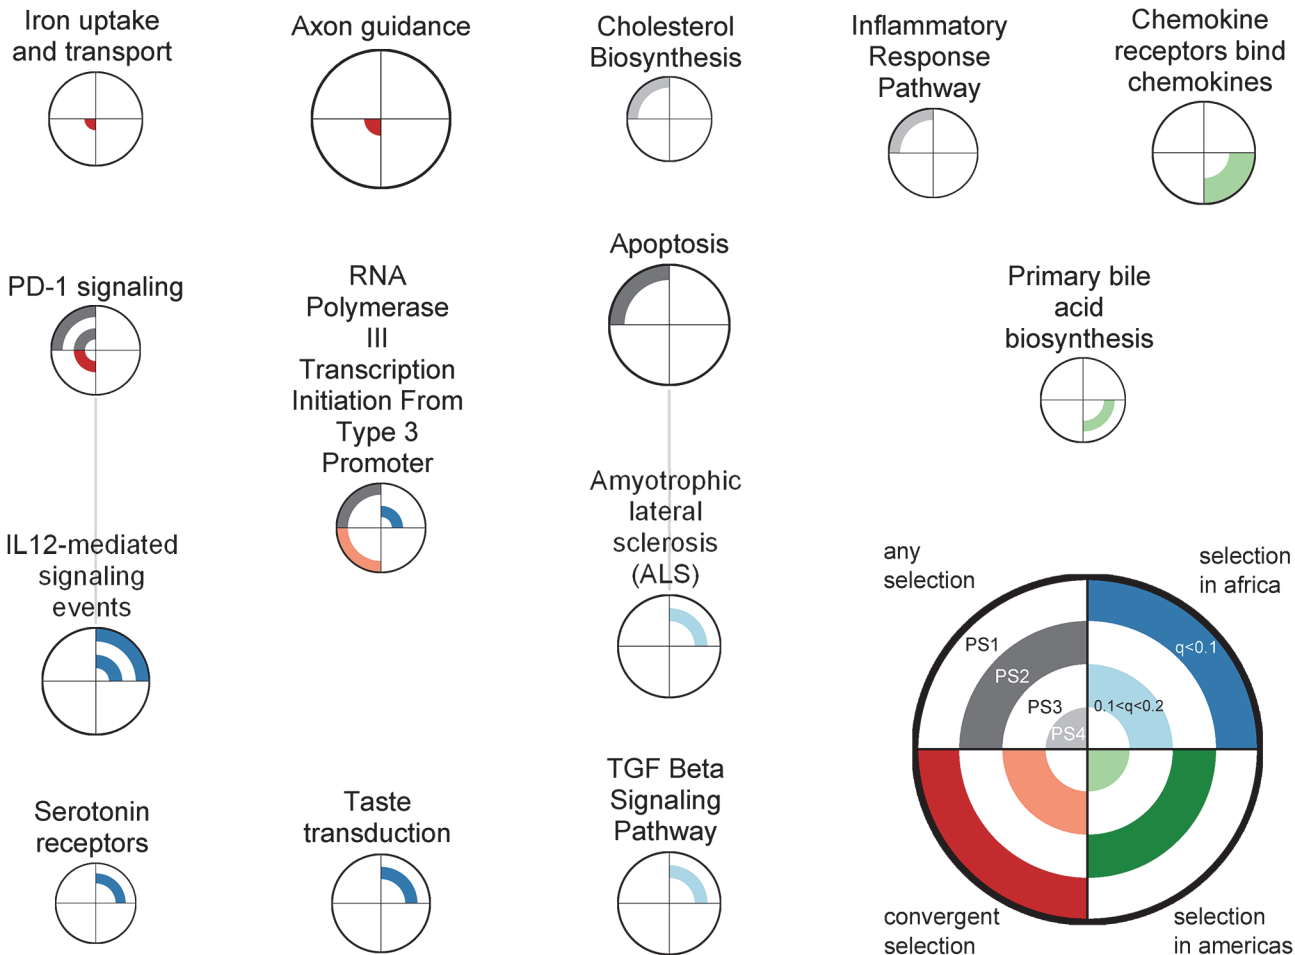 Iron uptake
and transport
Axon guidance
Cholesterol
Biosynthesis
Inflammatory
Response
Pathway
Chemokine
receptors bind
chemokines
PD-1 signaling
RNA
Polymerase
III
Transcription
Initiation From
Type 3
Promoter
Apoptosis
Primary bile
acid
biosynthesis
IL12-mediated
signaling
events
Amyotrophic
lateral
sclerosis
(ALS)
Serotonin
receptors
Taste
transduction
TGF Beta
Signaling
Pathway
any
selection
selection
in africa
PS1
PS2
PS3
PS4
q<0.1
0.1<q<0.2
convergent
selection
selection
in americas